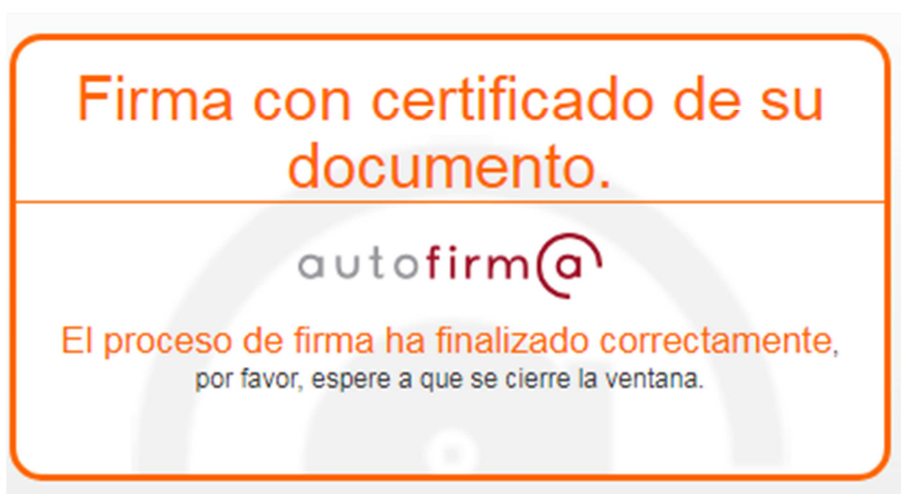 Firma con certificado de su
documento.
autofirm@
El proceso de firma ha finalizado correctamente,
por favor, espere a que se cierre la ventana.